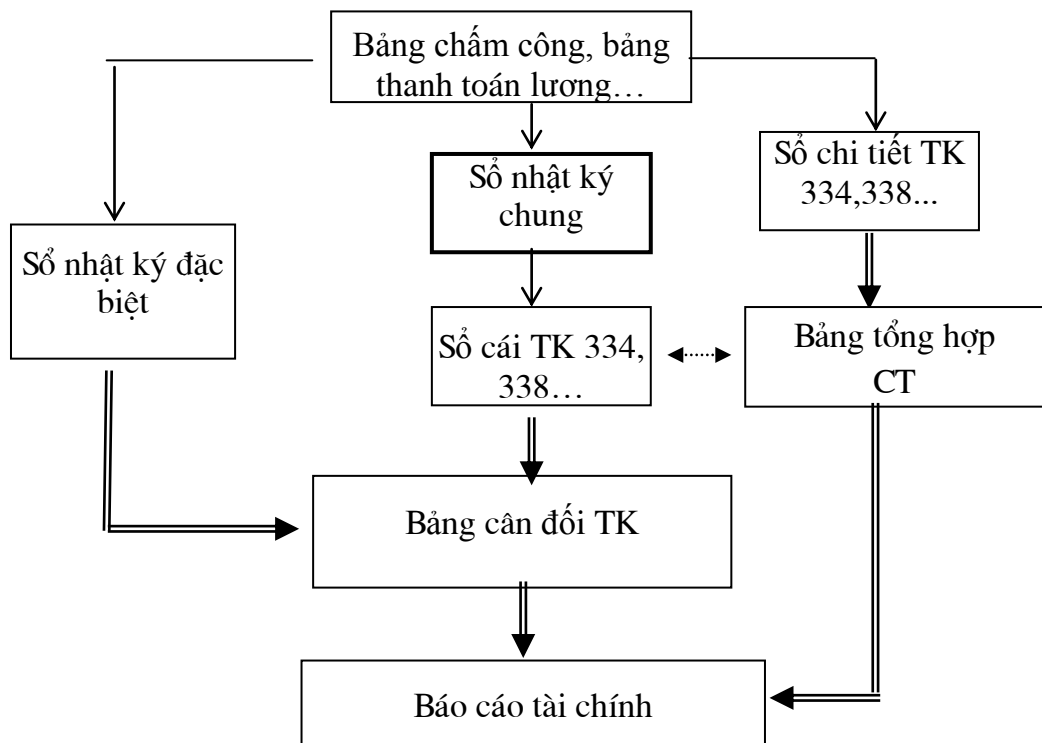 Bảng chấm công, bảng
thanh toán lương…
Sổ nhật ký
chung
Sổ chi tiết TK
334,338...
Sổ nhật ký đặc
biệt
Sổ cái TK 334,
338…
Bảng tổng hợp
CT
Bảng cân đối TK
Báo cáo tài chính